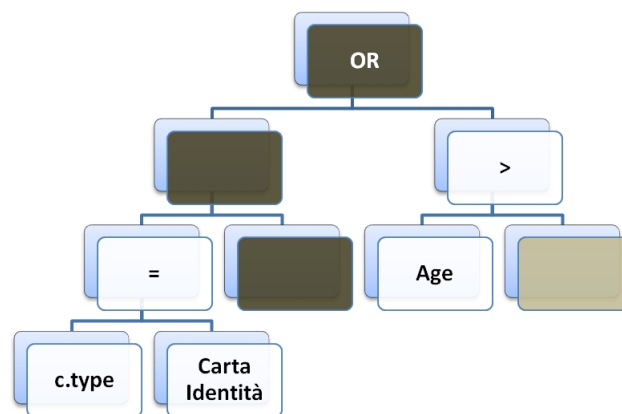 OR
>
=
Age
c.type
Carta
Identità